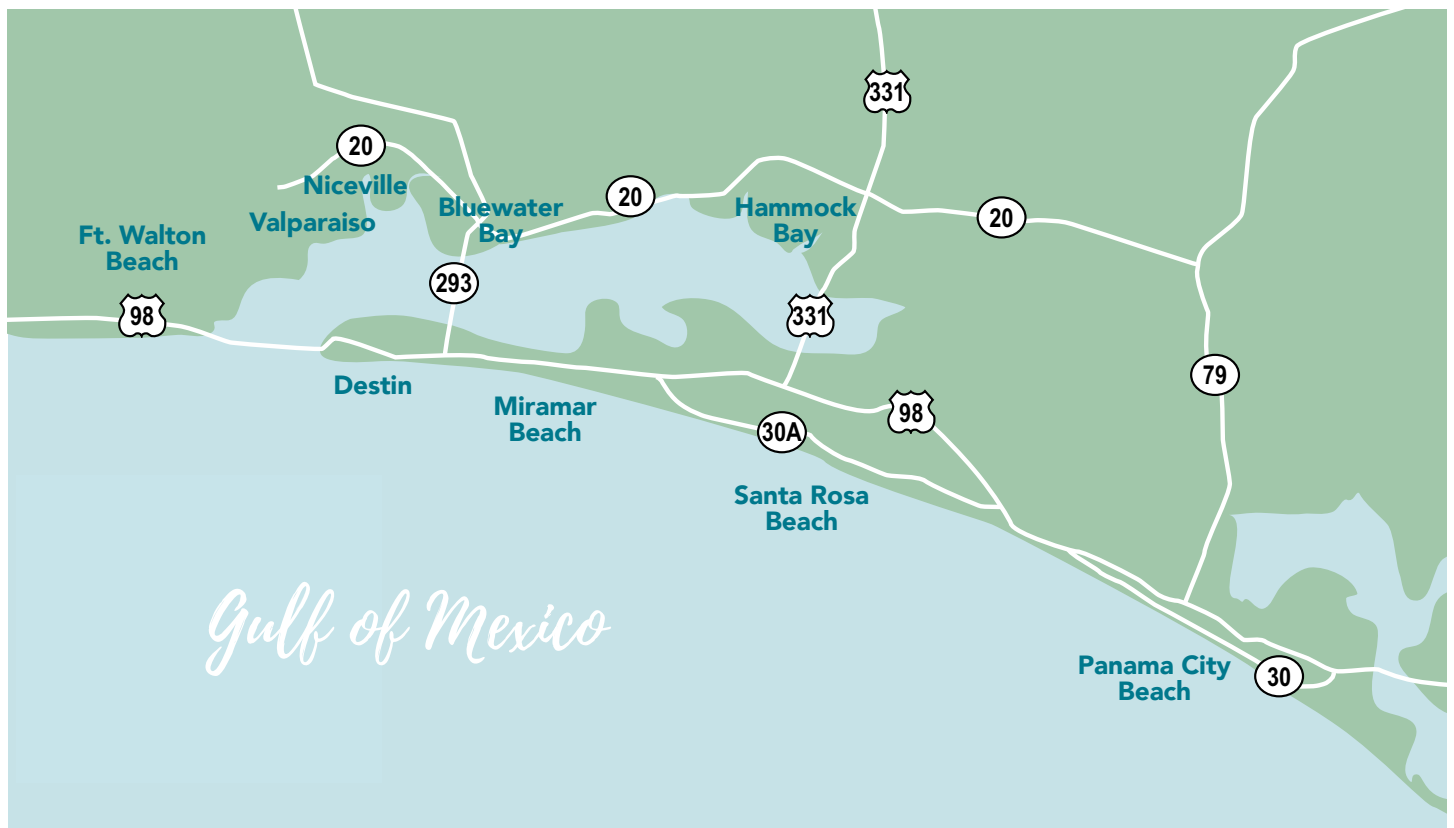 331
20
Niceville
Valparaiso
Bluewater
Bay
20
Hammock
Bay
20
Ft. Walton
Beach
293
98
331
79
Destin
Miramar
Beach
98
30A
Santa Rosa
Beach
Gulf of Mexico
Panama City
Beach
30